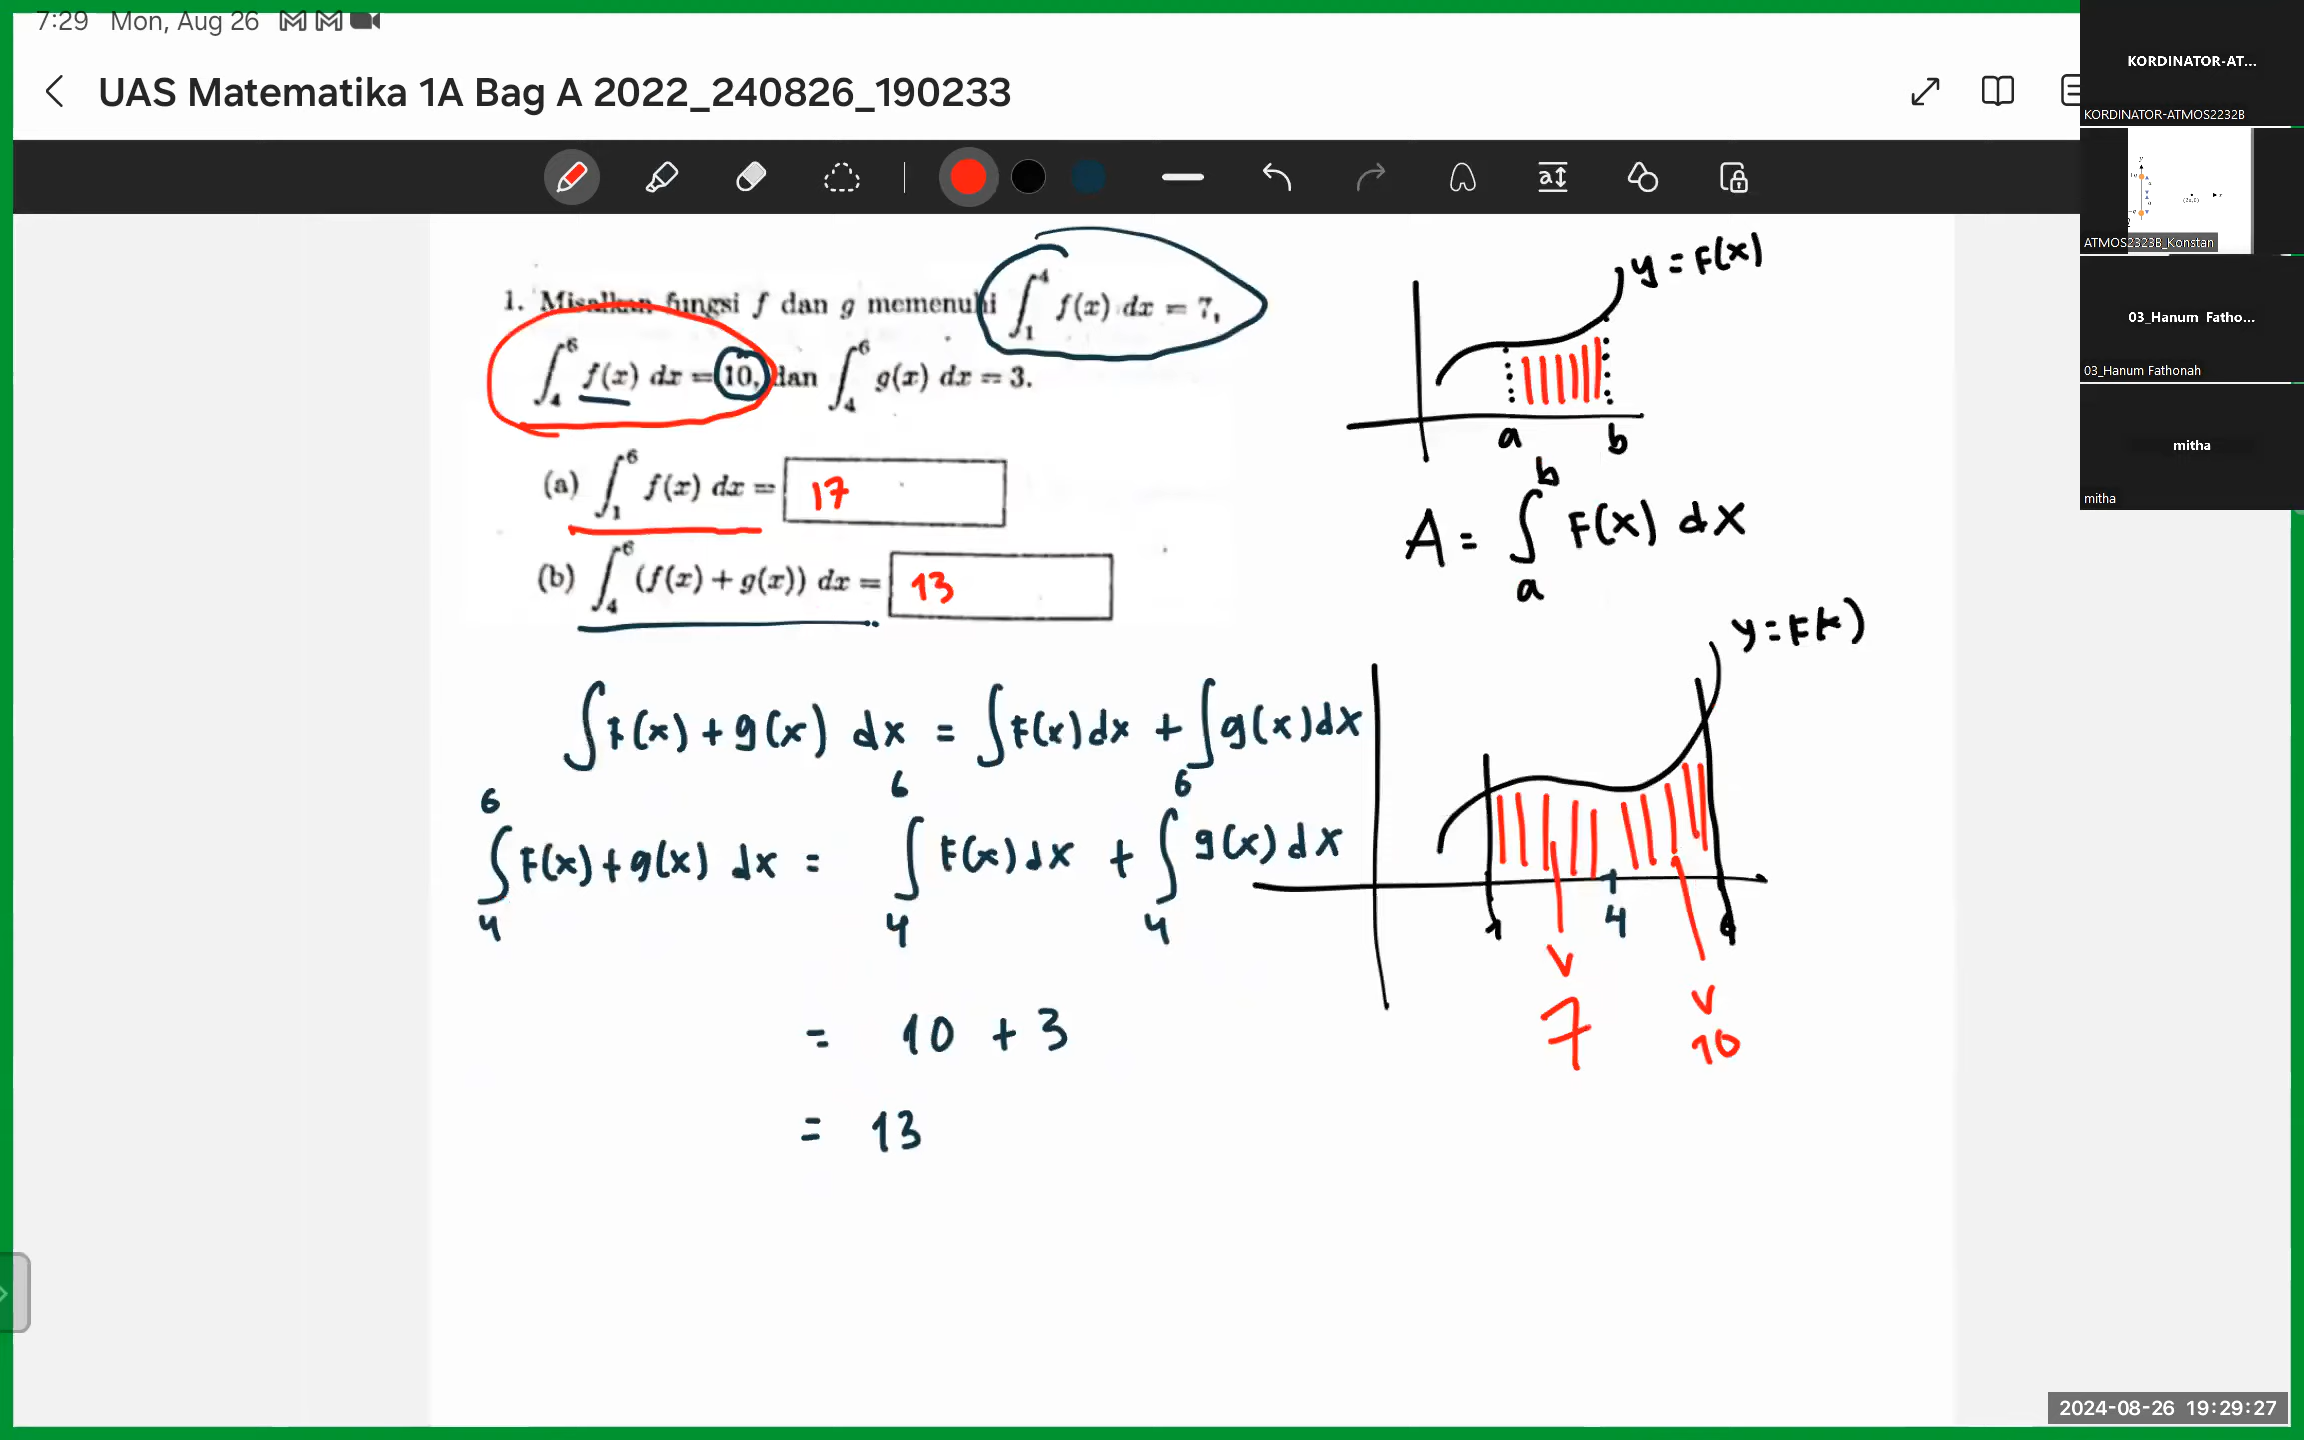 7:29 Mon, Aug 26
UAS Matematika 1A Bag A 2022_240826_190233
1. Misalkan fungsi f dan g memenuhi ∫₁⁴ f(x) dx = 7,
∫₄⁶ f(x) dx = 10, dan ∫₄⁶ g(x) dx = 3.
(a) ∫₁⁶ f(x) dx = 17
(b) ∫₄⁶ (f(x) + g(x)) dx = 13
∫ F(x) + g(x) dx = ∫ F(x) dx + ∫ g(x) dx
∫₄⁶ F(x) + g(x) dx = ∫₄⁶ F(x) dx + ∫₄⁶ g(x) dx
= 10 + 3
= 13
y = F(x)
a b
A = ∫ₐᵇ F(x) dx
y = F(x)
1 4
7
10
KORDINATOR-AT...
KORDINATOR-ATMOS2232B
ATMOS2323B_Konstan
03_Hanum Fatho...
03_Hanum Fathonah
mitha
mitha
2024-08-26 19:29:27